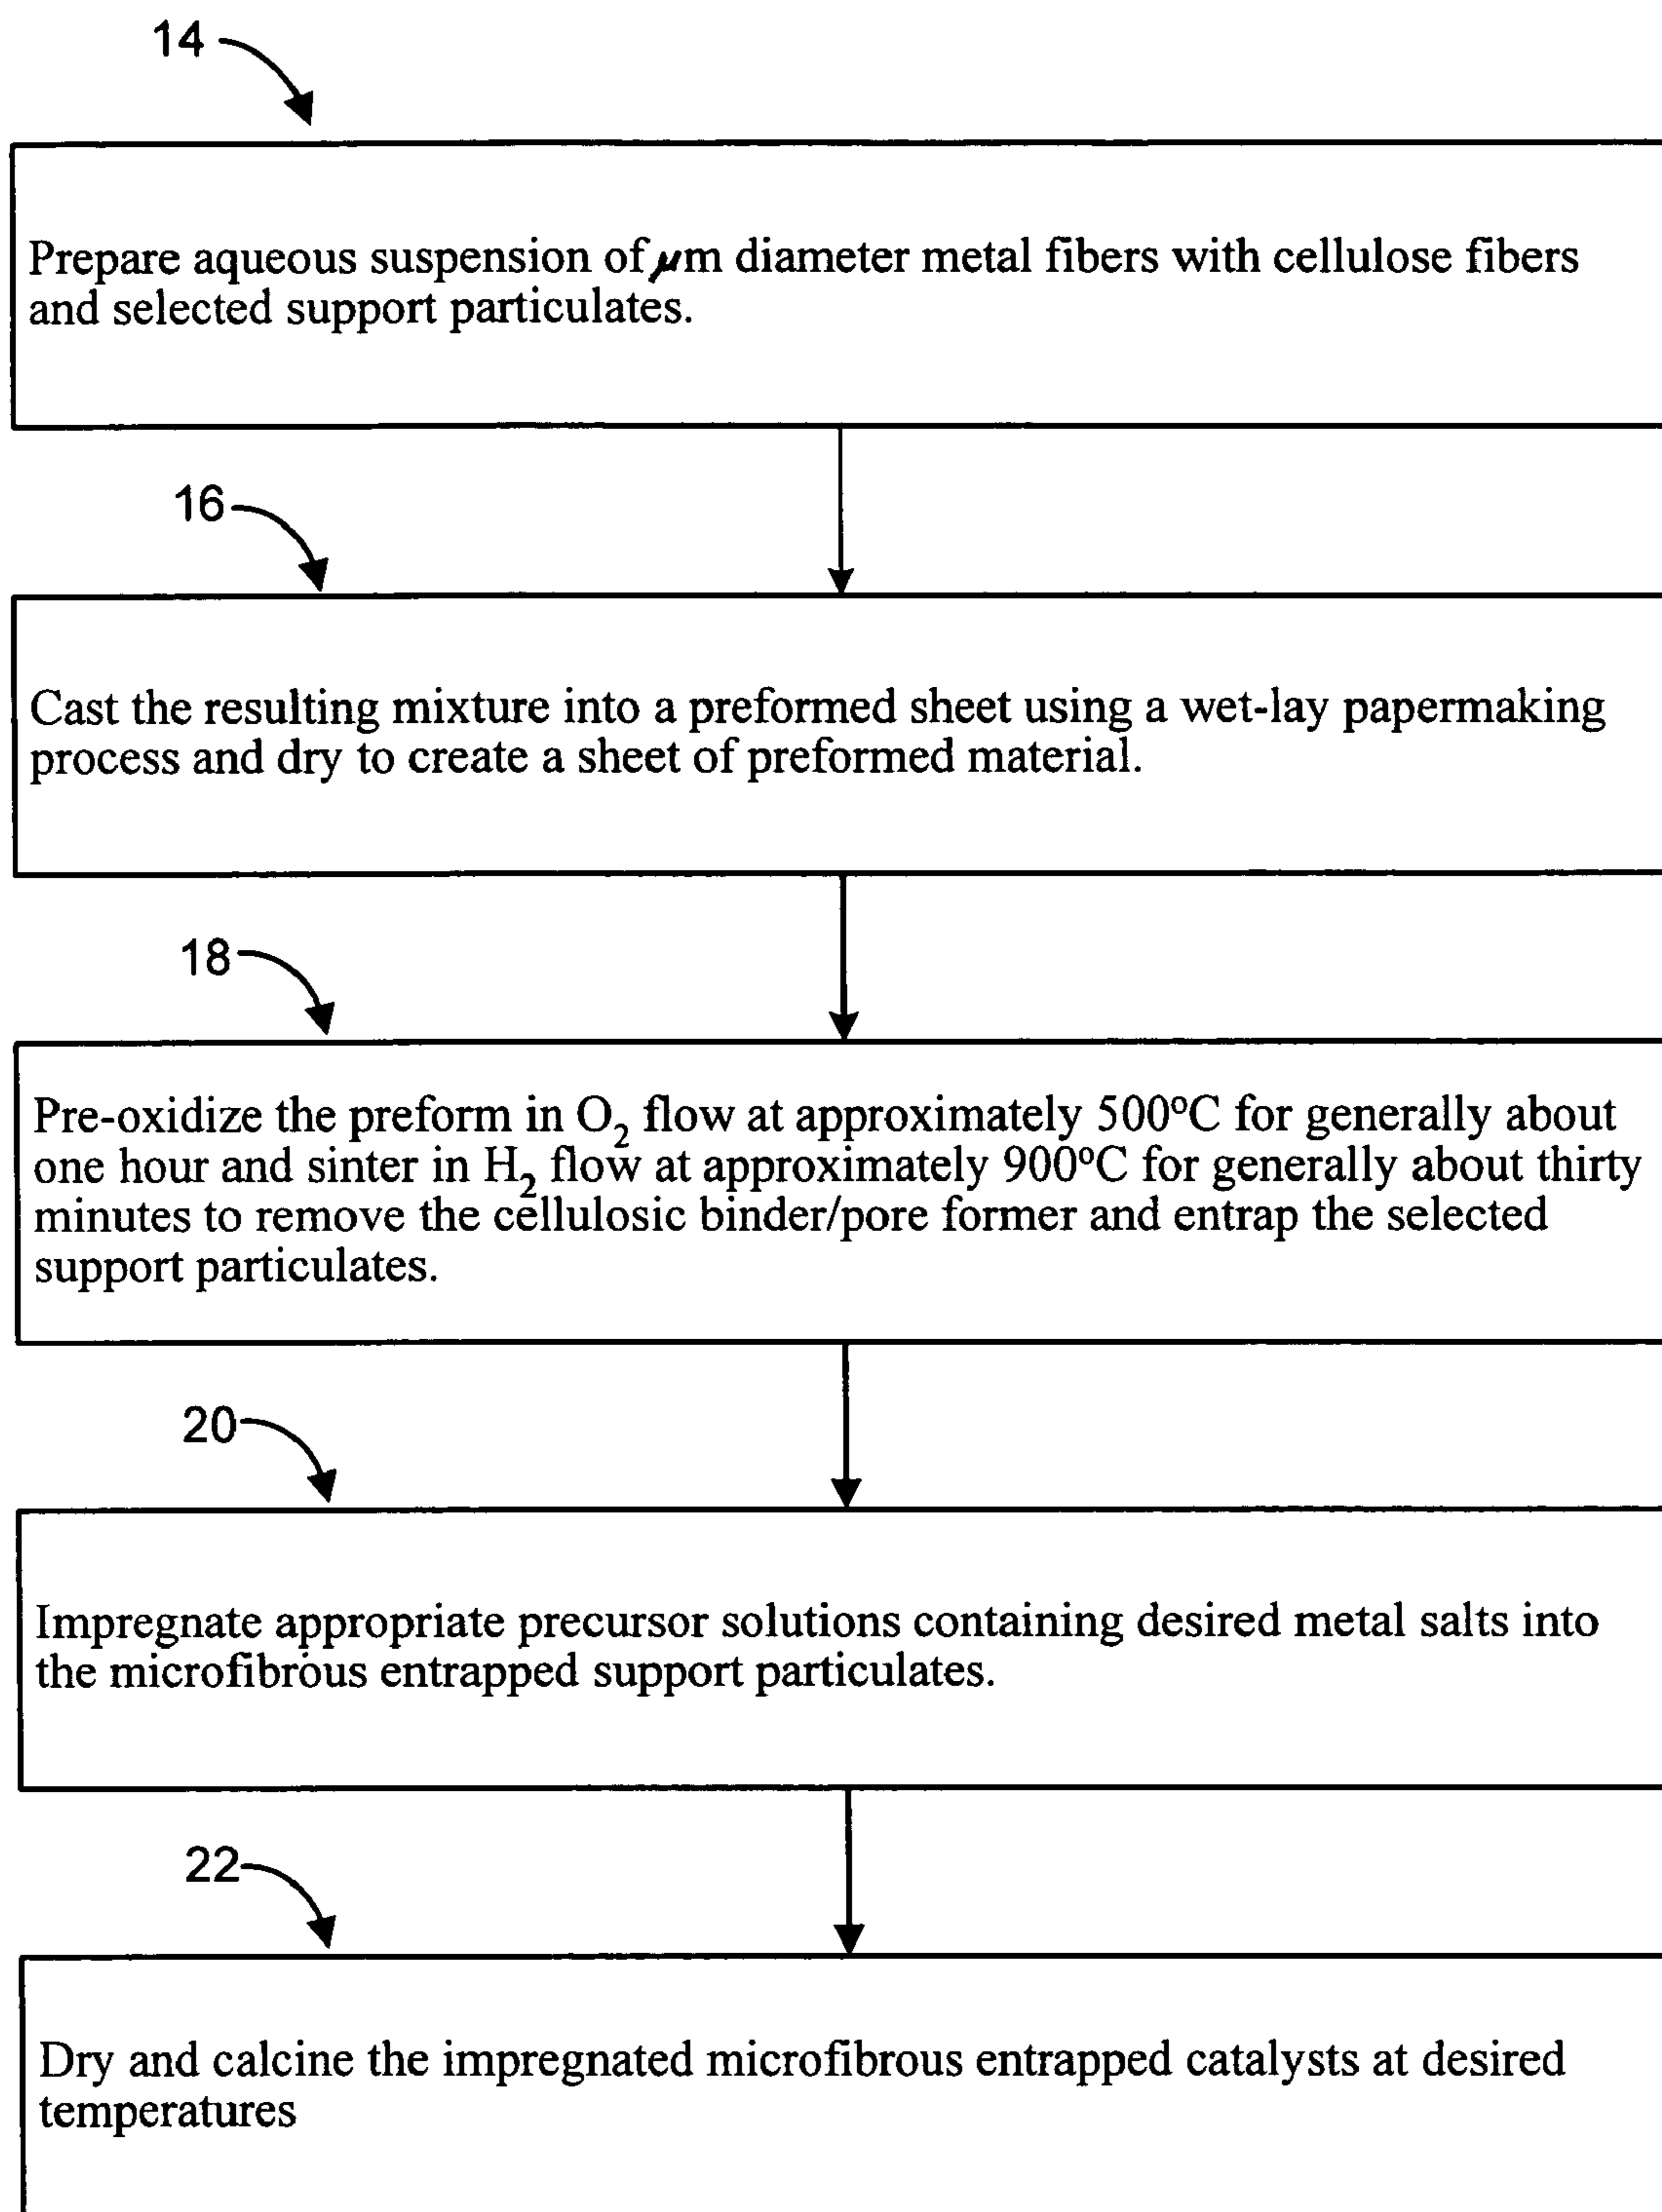 14
Prepare aqueous suspension of μm diameter metal fibers with cellulose fibers
and selected support particulates.
16
Cast the resulting mixture into a preformed sheet using a wet-lay papermaking
process and dry to create a sheet of preformed material.
18
Pre-oxidize the preform in O₂ flow at approximately 500ºC for generally about
one hour and sinter in H₂ flow at approximately 900ºC for generally about thirty
minutes to remove the cellulosic binder/pore former and entrap the selected
support particulates.
20
Impregnate appropriate precursor solutions containing desired metal salts into
the microfibrous entrapped support particulates.
22
Dry and calcine the impregnated microfibrous entrapped catalysts at desired
temperatures